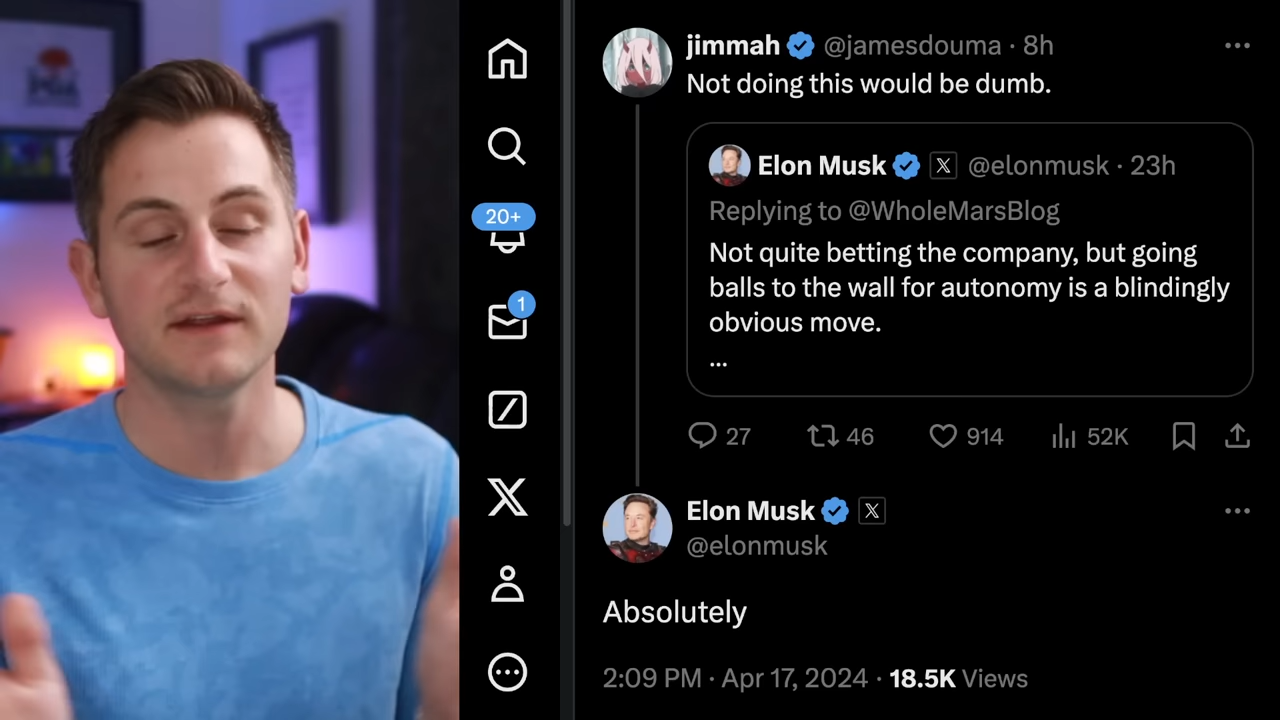 jimmah @jamesdouma · 8h
Not doing this would be dumb.
Elon Musk X @elonmusk · 23h
Replying to @WholeMarsBlog
Not quite betting the company, but going
balls to the wall for autonomy is a blindingly
obvious move.
...
27 46 914 52K
20+
1
Elon Musk X
@elonmusk
Absolutely
2:09 PM · Apr 17, 2024 · 18.5K Views